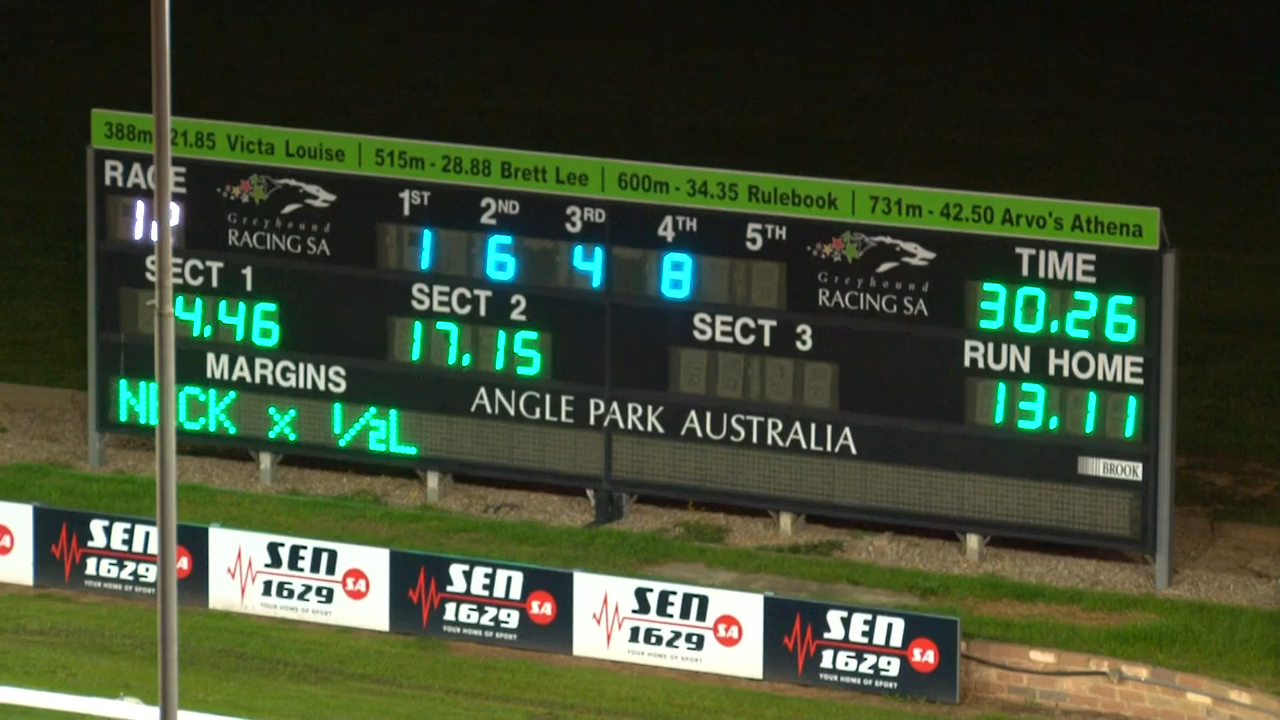 388m 21.85 Victa Louise | 515m - 28.88 Brett Lee | 600m - 34.35 Rulebook | 731m - 42.50 Arvo's Athena
RACE
Greyhound
RACING SA
1ST 2ND 3RD 4TH 5TH
1 6 4 8
Greyhound
RACING SA
TIME
30.26
SECT 1
4.46
SECT 2
17.15
SECT 3
RUN HOME
13.11
MARGINS
NECK x 1/2L
ANGLE PARK AUSTRALIA
BROOK
SA
SEN
1629
SA
YOUR HOME OF SPORT
SEN
1629
SA
YOUR HOME OF SPORT
SEN
1629
SA
YOUR HOME OF SPORT
SEN
1629
SA
YOUR HOME OF SPORT
SEN
1629
SA
YOUR HOME OF SPORT